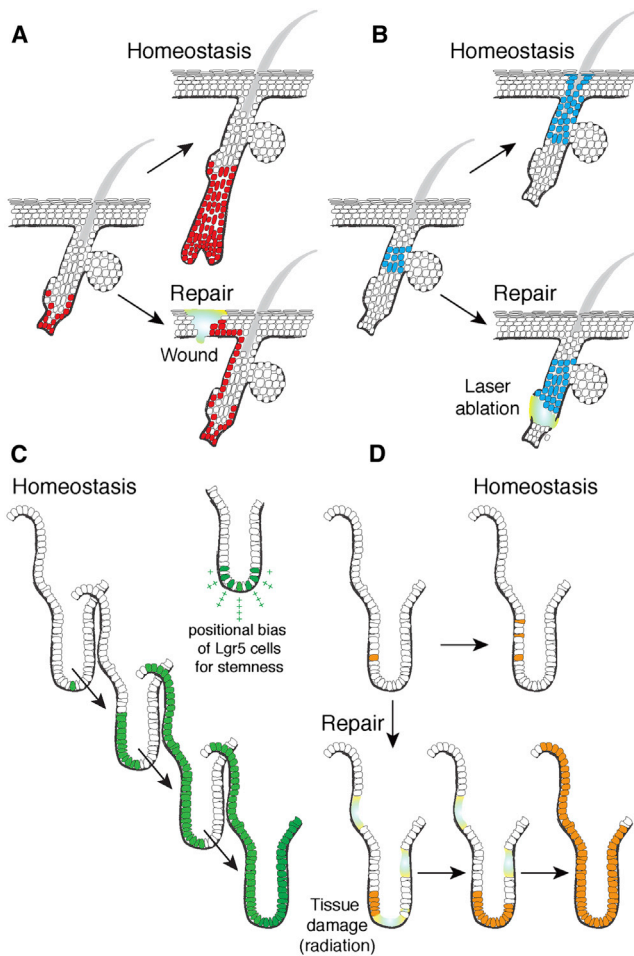 A
Homeostasis
Repair
Wound
B
Homeostasis
Repair
Laser
ablation
C
Homeostasis
positional bias
of Lgr5 cells
for stemness
D
Homeostasis
Repair
Tissue
damage
(radiation)